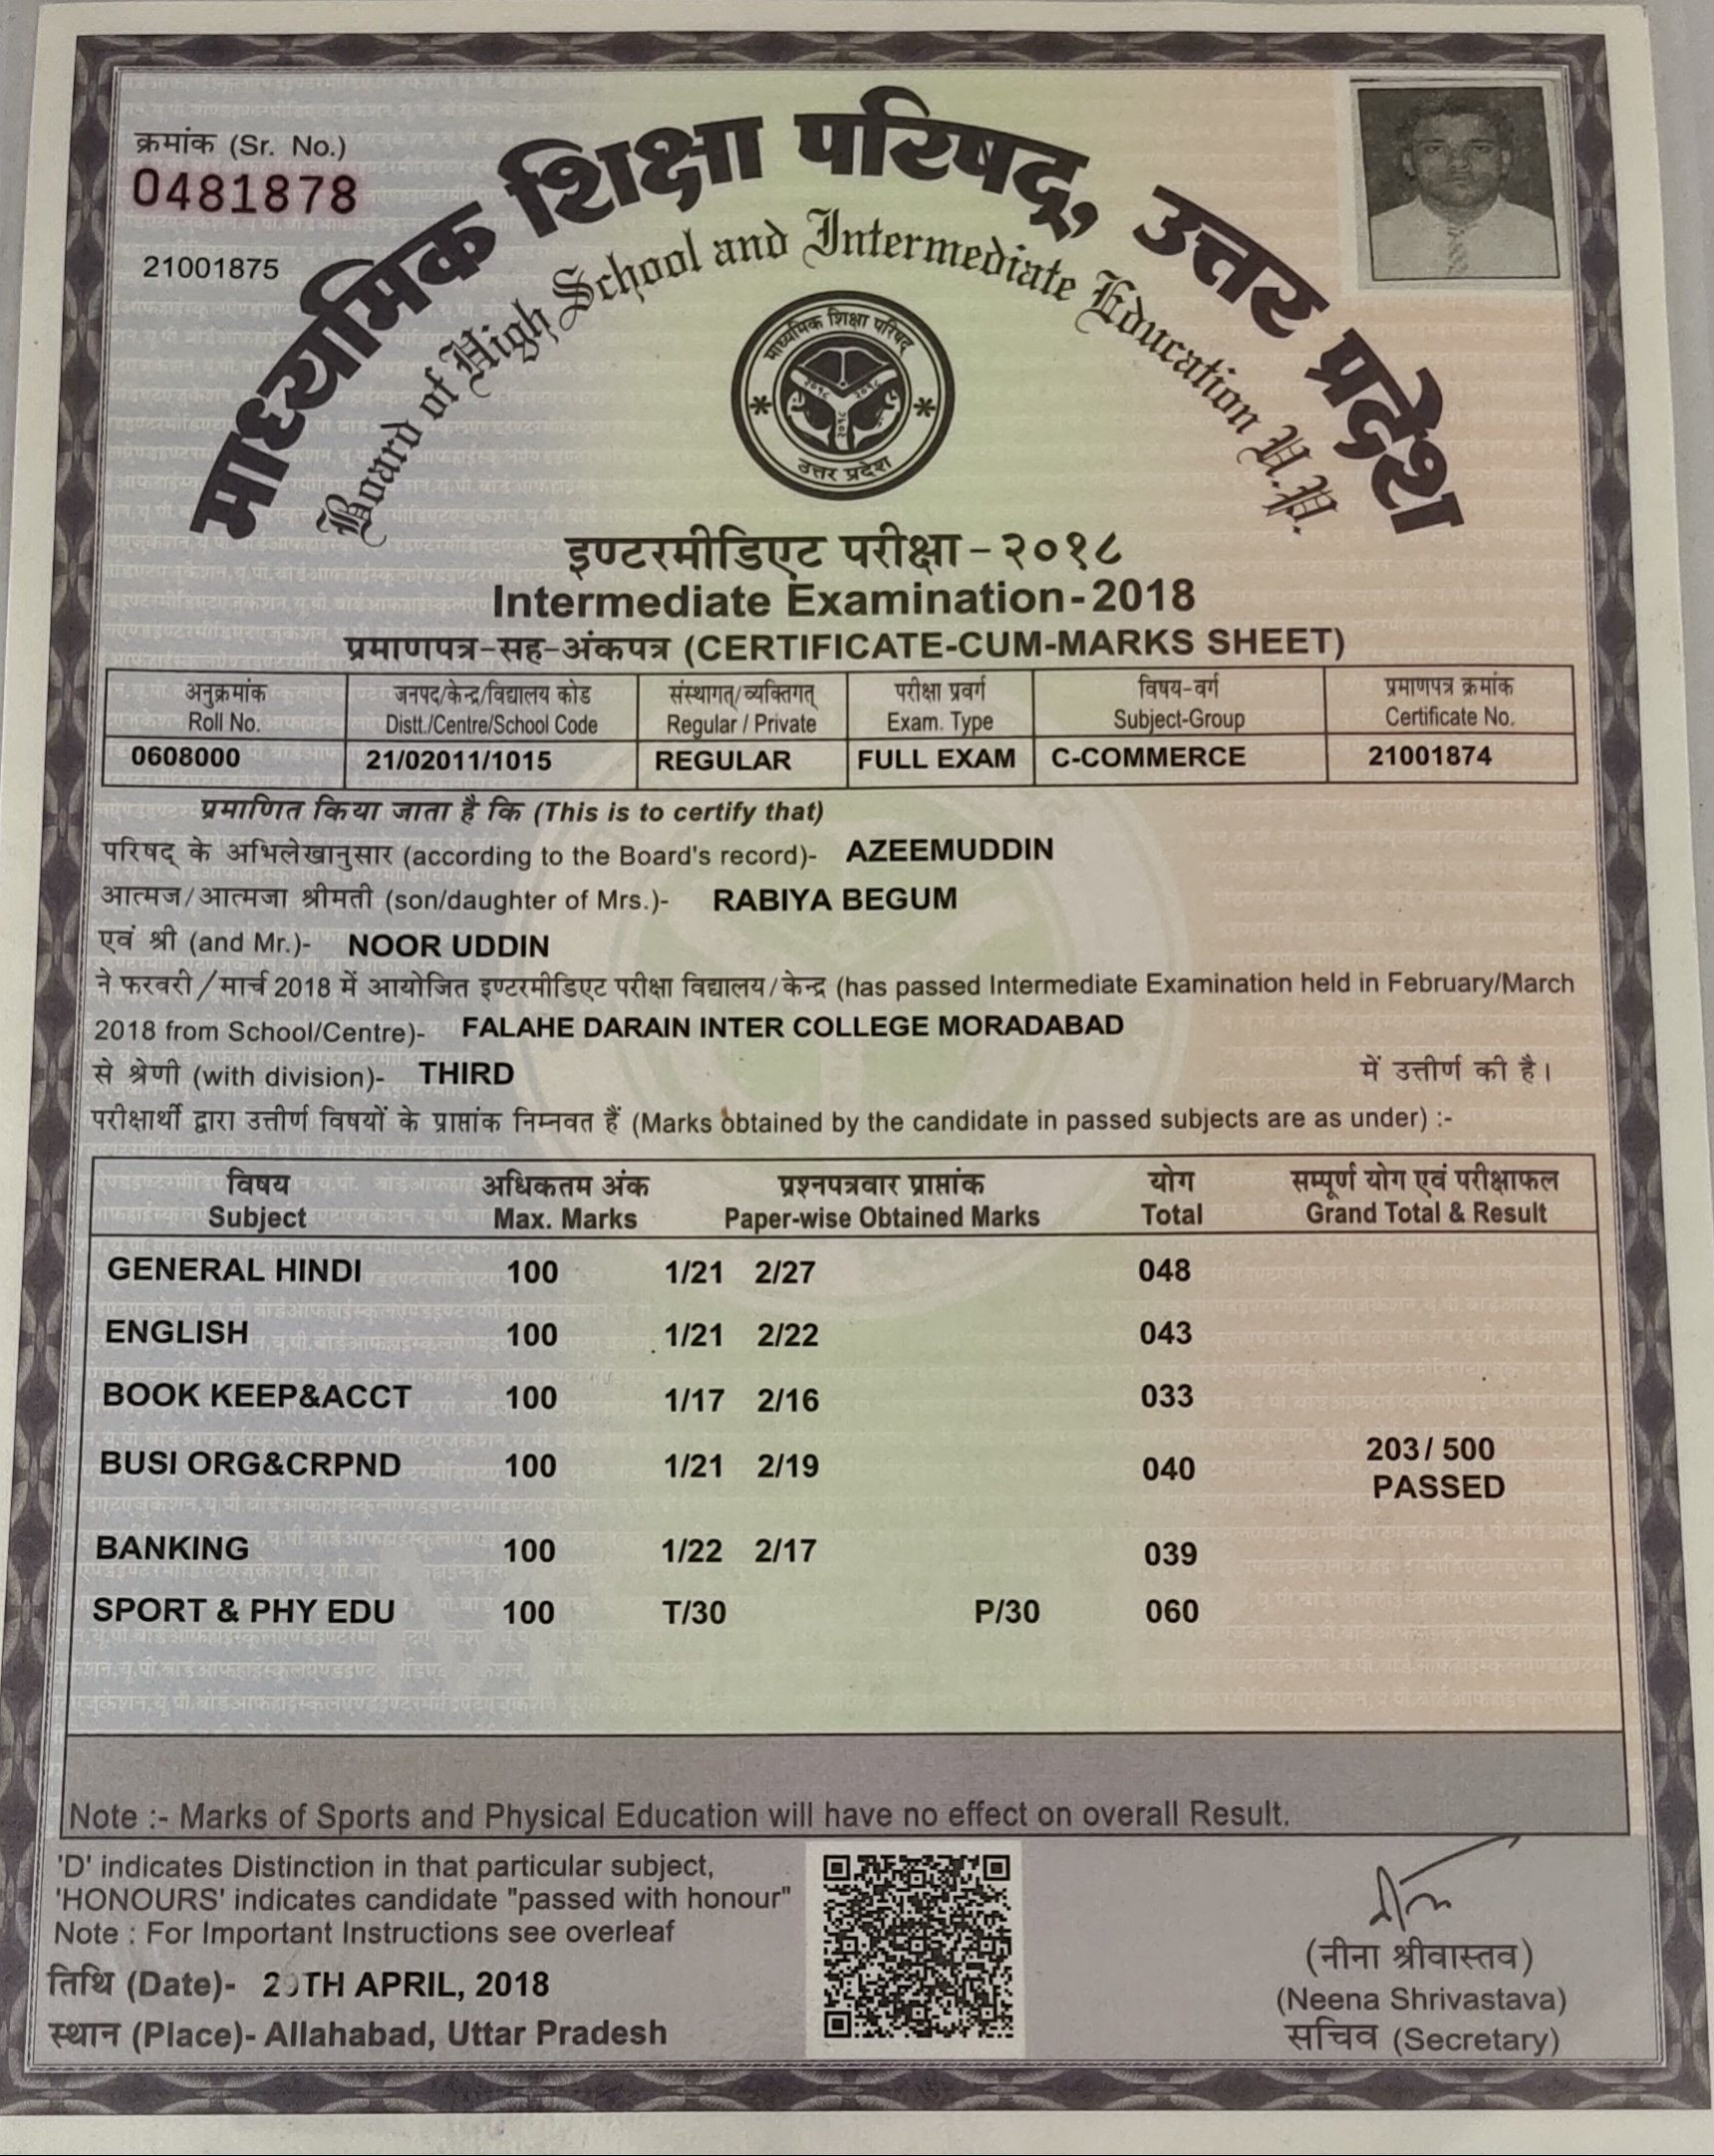 क्रमांक (Sr. No.)
0481878
21001875
माध्यमिक शिक्षा परिषद्, उत्तर प्रदेश
Board of High School and Intermediate Education U.P.
माध्यमिक शिक्षा परिषद्
२०१८ २०१८
२०१८
उत्तर प्रदेश
इण्टरमीडिएट परीक्षा - २०१८
Intermediate Examination - 2018
प्रमाणपत्र-सह-अंकपत्र (CERTIFICATE-CUM-MARKS SHEET)
अनुक्रमांक जनपद/केन्द्र/विद्यालय कोड संस्थागत्/व्यक्तिगत् परीक्षा प्रवर्ग विषय-वर्ग प्रमाणपत्र क्रमांक
Roll No. Distt./Centre/School Code Regular / Private Exam. Type Subject-Group Certificate No.
0608000 21/02011/1015 REGULAR FULL EXAM C-COMMERCE 21001874
प्रमाणित किया जाता है कि (This is to certify that)
परिषद् के अभिलेखानुसार (according to the Board's record)- AZEEMUDDIN
आत्मज/आत्मजा श्रीमती (son/daughter of Mrs.)- RABIYA BEGUM
एवं श्री (and Mr.)- NOOR UDDIN
ने फरवरी/मार्च 2018 में आयोजित इण्टरमीडिएट परीक्षा विद्यालय/केन्द्र (has passed Intermediate Examination held in February/March
2018 from School/Centre)- FALAHE DARAIN INTER COLLEGE MORADABAD
से श्रेणी (with division)- THIRD में उत्तीर्ण की है।
परीक्षार्थी द्वारा उत्तीर्ण विषयों के प्राप्तांक निम्नवत हैं (Marks obtained by the candidate in passed subjects are as under) :-
विषय अधिकतम अंक प्रश्नपत्रवार प्राप्तांक योग सम्पूर्ण योग एवं परीक्षाफल
Subject Max. Marks Paper-wise Obtained Marks Total Grand Total & Result
GENERAL HINDI 100 1/21 2/27 048
ENGLISH 100 1/21 2/22 043
BOOK KEEP&ACCT 100 1/17 2/16 033
BUSI ORG&CRPND 100 1/21 2/19 040 203/ 500
PASSED
BANKING 100 1/22 2/17 039
SPORT & PHY EDU 100 T/30 P/30 060
Note :- Marks of Sports and Physical Education will have no effect on overall Result.
'D' indicates Distinction in that particular subject,
'HONOURS' indicates candidate "passed with honour"
Note : For Important Instructions see overleaf
तिथि (Date)- APRIL, 2018
स्थान (Place)- Allahabad, Uttar Pradesh
(नीना श्रीवास्तव)
(Neena Shrivastava)
सचिव (Secretary)